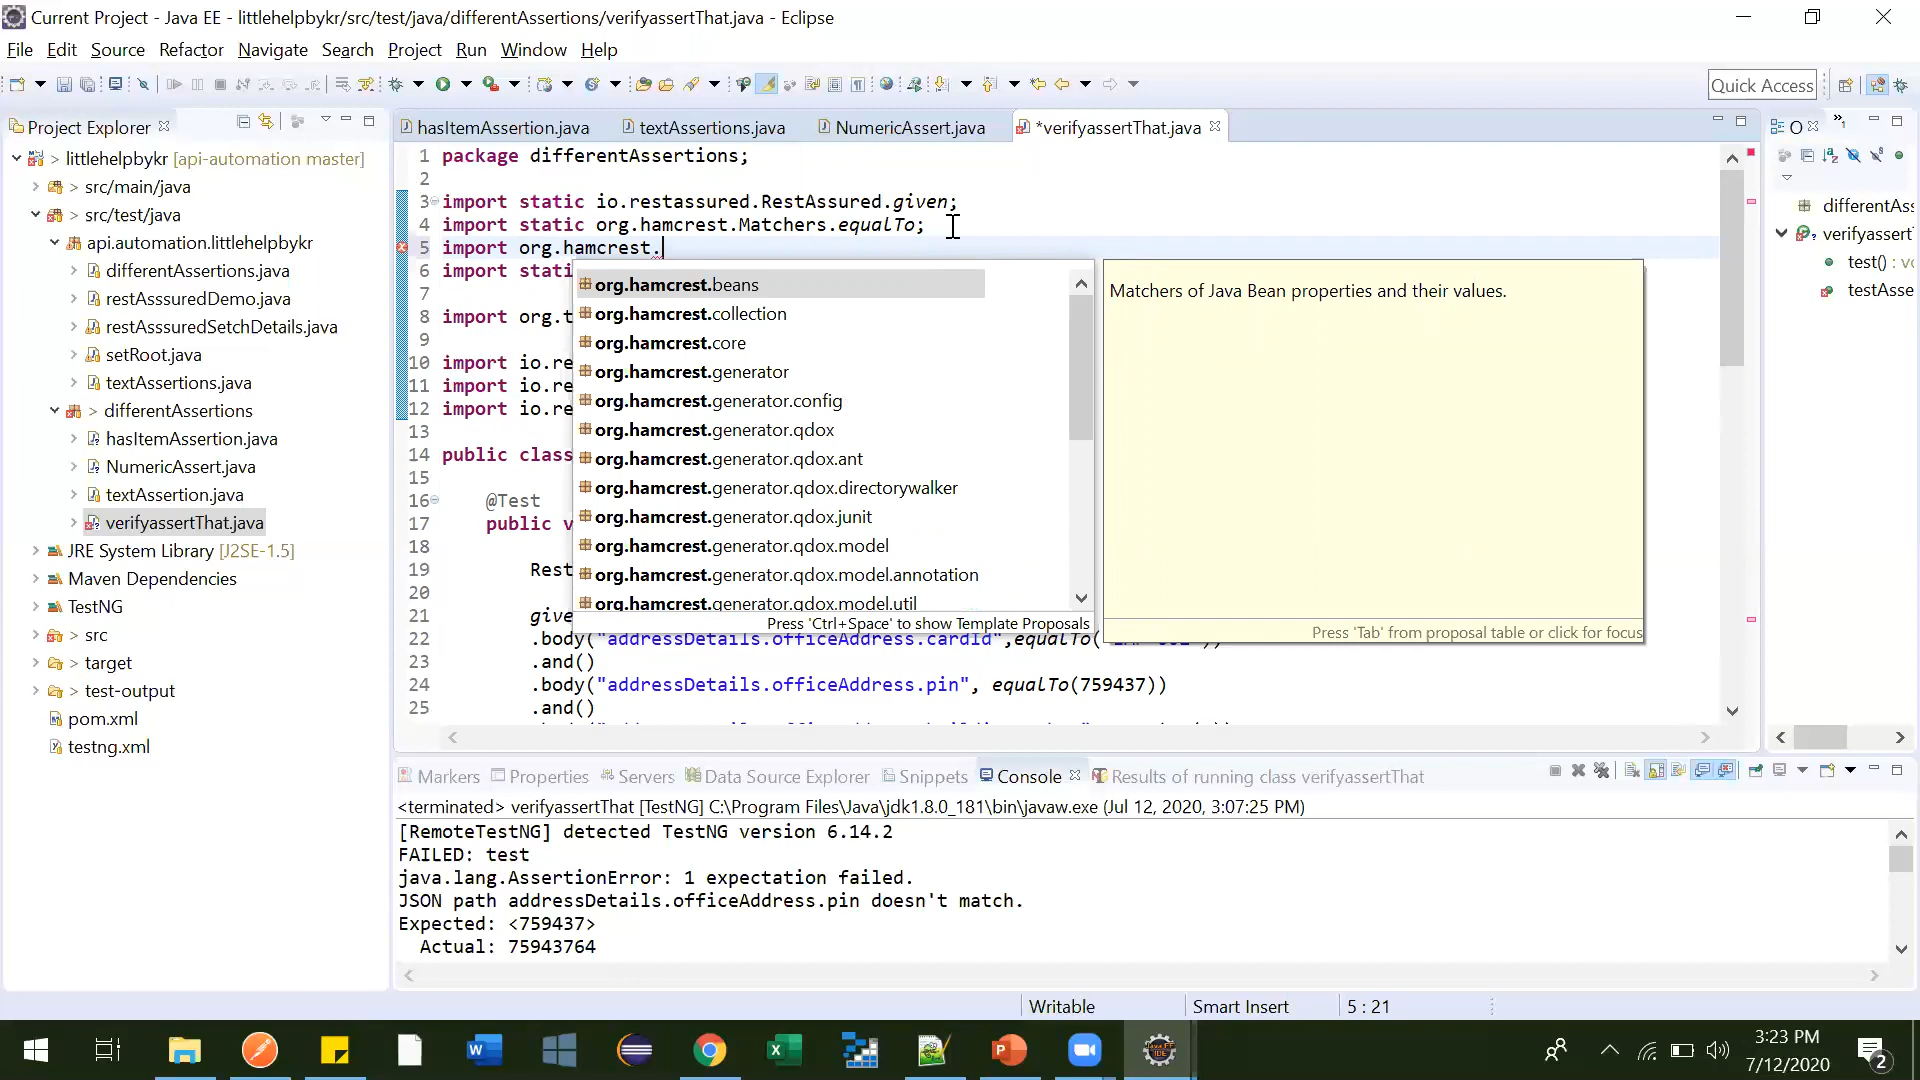 Current Project - Java EE - littlehelpbykr/src/test/java/differentAssertions/verifyassertThat.java - Eclipse
File Edit Source Refactor Navigate Search Project Run Window Help
Quick Access
Project Explorer
littlehelpbykr [api-automation master]
src/main/java
src/test/java
api.automation.littlehelpbykr
differentAssertions.java
restAsssuredDemo.java
restAsssuredSetchDetails.java
setRoot.java
textAssertions.java
differentAssertions
hasItemAssertion.java
NumericAssert.java
textAssertion.java
verifyassertThat.java
JRE System Library [J2SE-1.5]
Maven Dependencies
TestNG
src
target
test-output
pom.xml
testng.xml
hasItemAssertion.java textAssertions.java NumericAssert.java *verifyassertThat.java
1 package differentAssertions;
2
3 import static io.restassured.RestAssured.given;
4 import static org.hamcrest.Matchers.equalTo;
5 import org.hamcrest.
6 import stati
7
8 import org.t
9
10 import io.re
11 import io.re
12 import io.re
13
14 public class
15
16 @Test
17 public v
18
19 Rest
20
21 give
22 .body("addressDetails.officeAddress.cardId",equalTo(
23 .and()
24 .body("addressDetails.officeAddress.pin", equalTo(759437))
25 .and()
org.hamcrest.beans
org.hamcrest.collection
org.hamcrest.core
org.hamcrest.generator
org.hamcrest.generator.config
org.hamcrest.generator.qdox
org.hamcrest.generator.qdox.ant
org.hamcrest.generator.qdox.directorywalker
org.hamcrest.generator.qdox.junit
org.hamcrest.generator.qdox.model
org.hamcrest.generator.qdox.model.annotation
org.hamcrest.generator.qdox.model.util
Press 'Ctrl+Space' to show Template Proposals
Matchers of Java Bean properties and their values.
Press 'Tab' from proposal table or click for focus
O
differentAss
verifyassert
test() : vo
testAsse
Markers Properties Servers Data Source Explorer Snippets Console Results of running class verifyassertThat
<terminated> verifyassertThat [TestNG] C:\Program Files\Java\jdk1.8.0_181\bin\javaw.exe (Jul 12, 2020, 3:07:25 PM)
[RemoteTestNG] detected TestNG version 6.14.2
FAILED: test
java.lang.AssertionError: 1 expectation failed.
JSON path addressDetails.officeAddress.pin doesn't match.
Expected: <759437>
Actual: 75943764
Writable Smart Insert 5 : 21
3:23 PM
7/12/2020
2